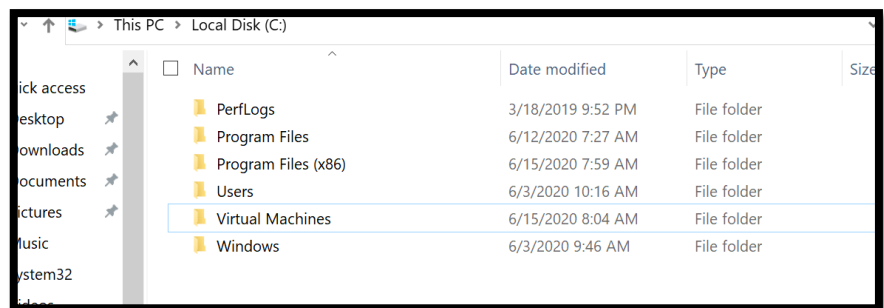 This PC > Local Disk (C:)
Name Date modified Type Size
ick access
esktop
ownloads
ocuments
ictures
Music
ystem32
PerfLogs 3/18/2019 9:52 PM File folder
Program Files 6/12/2020 7:27 AM File folder
Program Files (x86) 6/15/2020 7:59 AM File folder
Users 6/3/2020 10:16 AM File folder
Virtual Machines 6/15/2020 8:04 AM File folder
Windows 6/3/2020 9:46 AM File folder